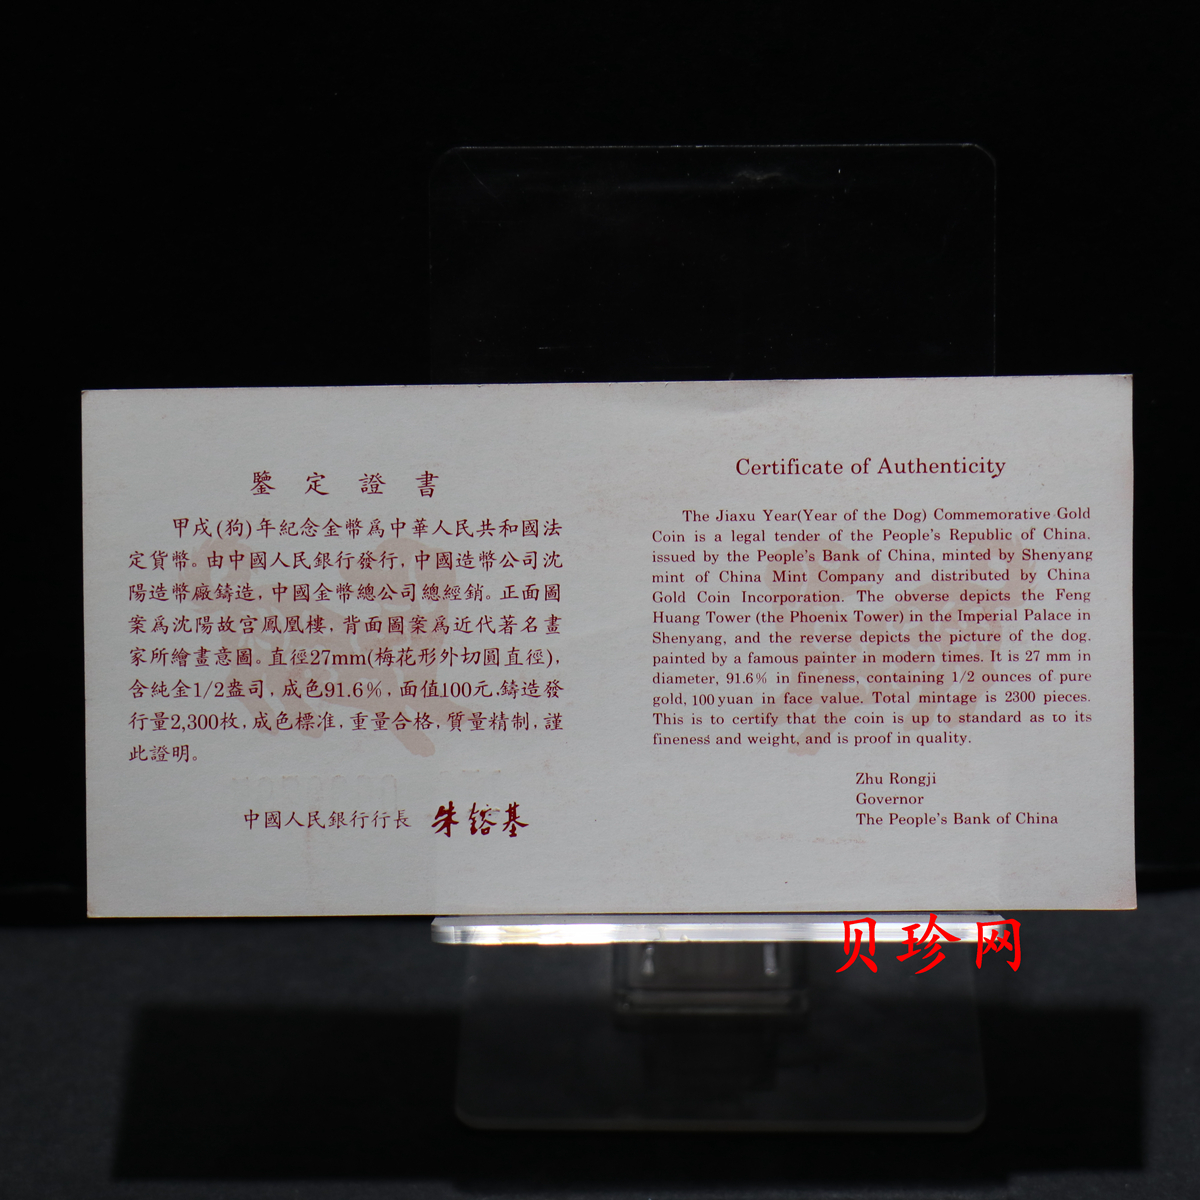 鑒定證書
甲戌(狗)年紀念金幣爲中華人民共和國法
定貨幣。由中國人民銀行發行,中國造幣公司沈
陽造幣廠鑄造,中國金幣總公司總經銷。正面圖
案爲沈陽故宮鳳凰樓,背面圖案爲近代著名畫
家所繪畫意圖。直徑27mm(梅花形外切圓直徑),
含純金1/2盎司,成色91.6%,面值100元.鑄造發
行量2,300枚,成色標准,重量合格,質量精制,謹
此證明。
中國人民銀行行長 朱鎔基
Certificate of Authenticity
The Jiaxu Year(Year of the Dog) Commemorative Gold
Coin is a legal tender of the People's Republic of China.
issued by the People's Bank of China, minted by Shenyang
mint of China Mint Company and distributed by China
Gold Coin Incorporation. The obverse depicts the Feng
Huang Tower (the Phoenix Tower) in the Imperial Palace in
Shenyang, and the reverse depicts the picture of the dog.
painted by a famous painter in modern times. It is 27 mm in
diameter, 91.6% in fineness, containing 1/2 ounces of pure
gold, 100 yuan in face value. Total mintage is 2300 pieces.
This is to certify that the coin is up to standard as to its
fineness and weight, and is proof in quality.
Zhu Rongji
Governor
The People's Bank of China
贝珍网